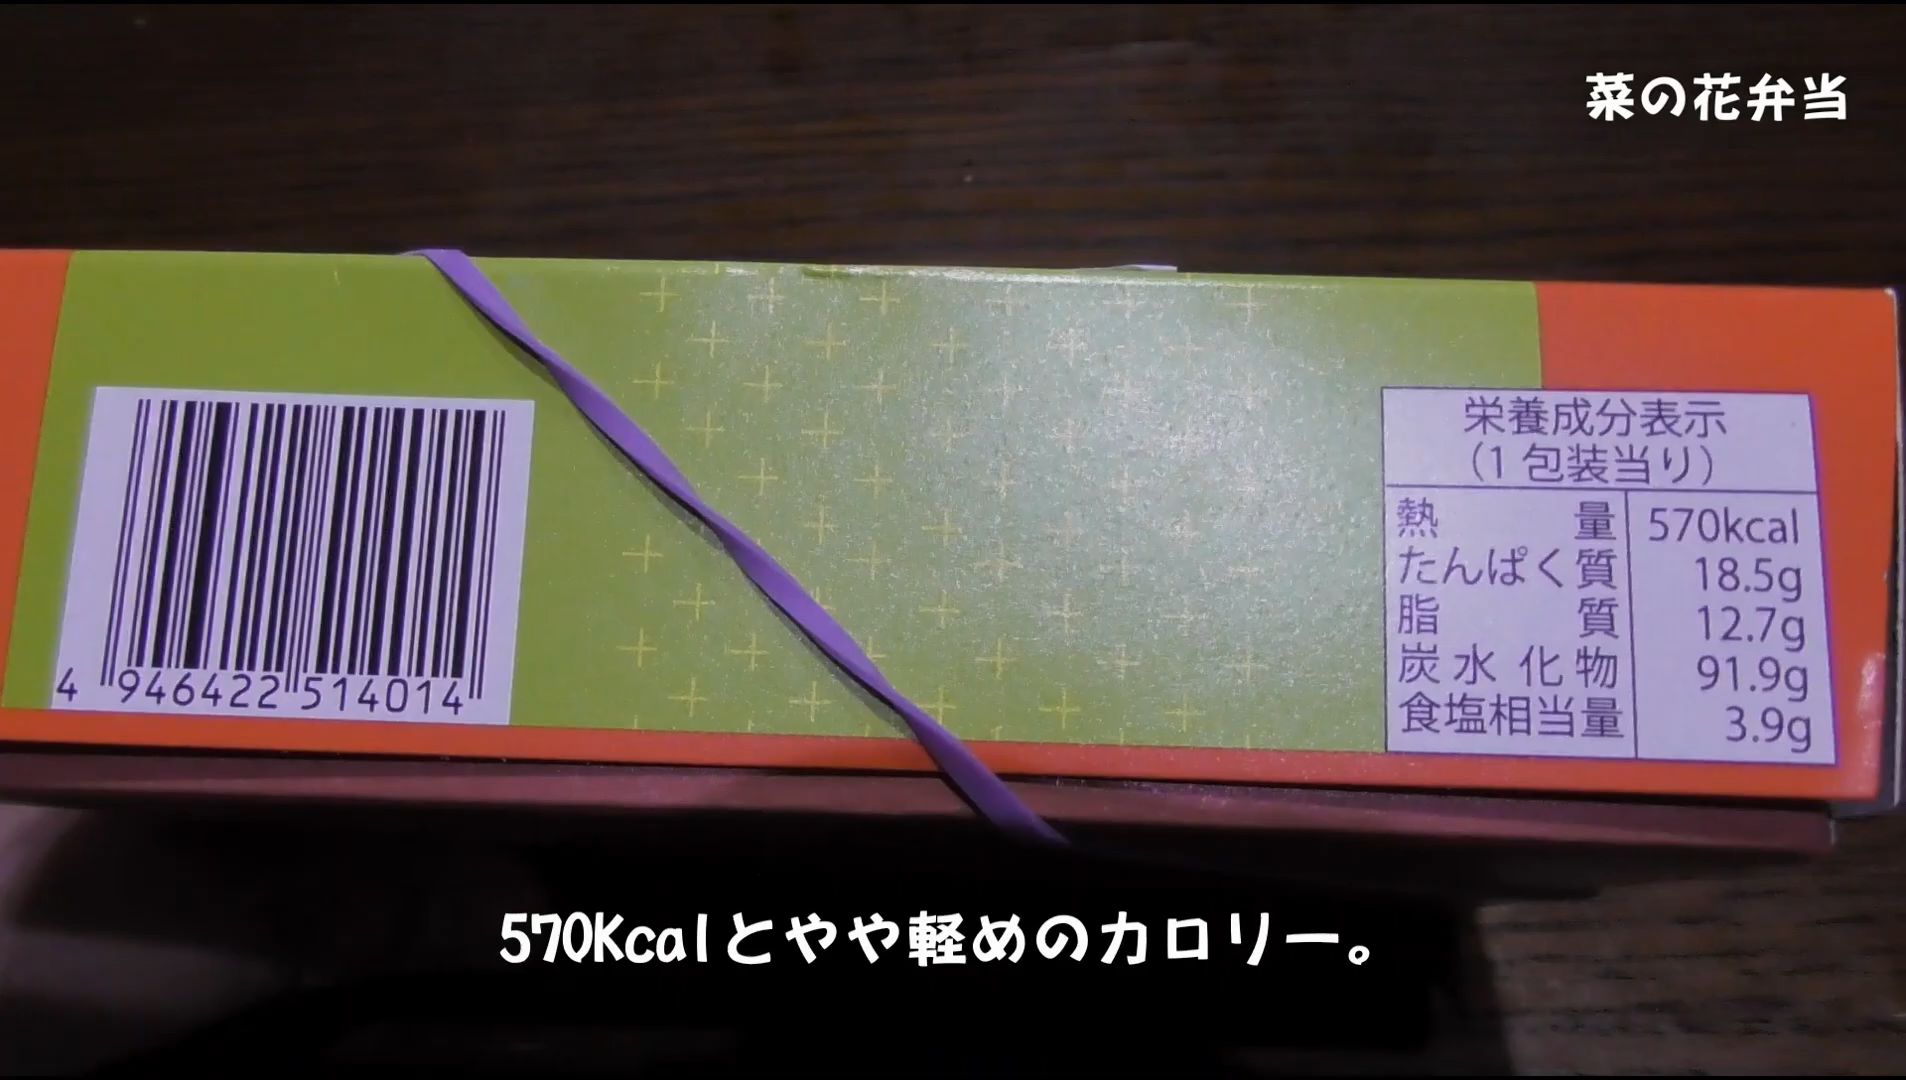 菜の花弁当
栄養成分表示
(1包装当り)
熱量 570kcal
たんぱく質 18.5g
脂質 12.7g
炭水化物 91.9g
食塩相当量 3.9g
4 946422 514014
570Kcalとやや軽めのカロリー。